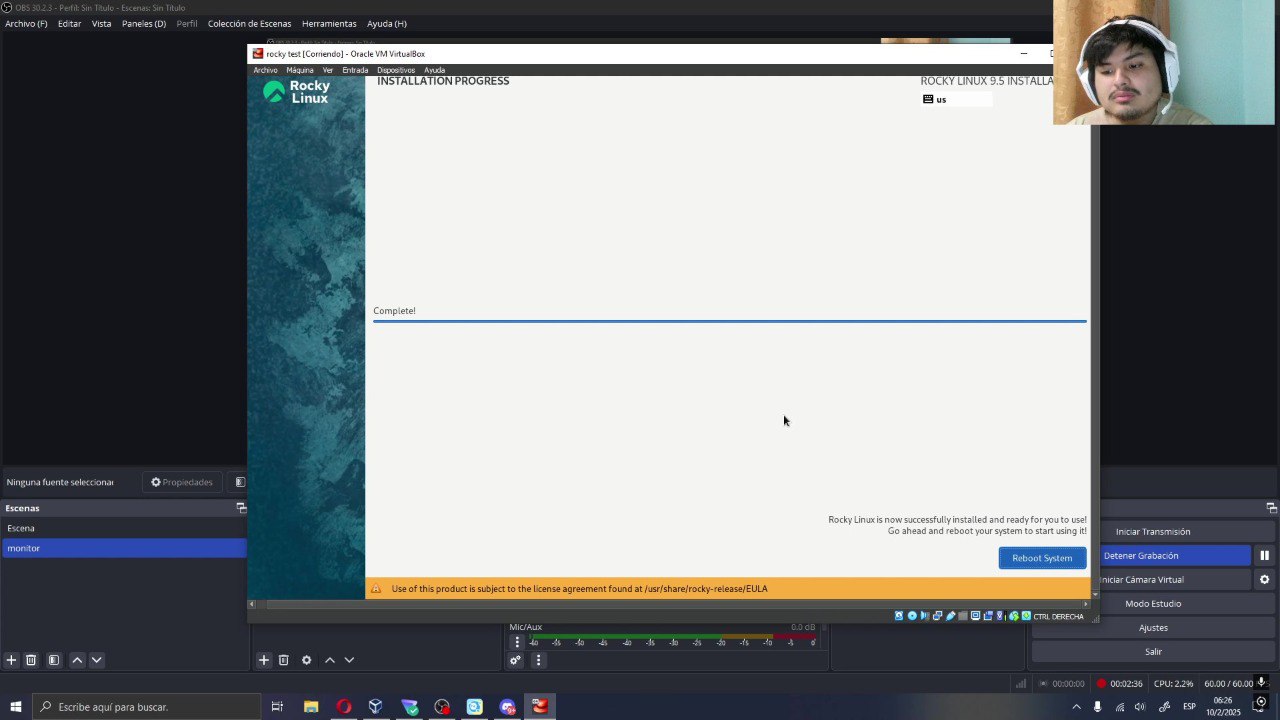 OBS 30.2.3 - Perfil: Sin Título - Escenas: Sin Título
Archivo (F)
Editar
Vista
Paneles (D)
Perfil
Colección de Escenas
Herramientas
Ayuda (H)
rocky test [Corriendo] - Oracle VM VirtualBox
Archivo
Máquina
Ver
Entrada
Dispositivos
Ayuda
Rocky
Linux
INSTALLATION PROGRESS
ROCKY LINUX 9.5 INSTALLA
us
Complete!
Rocky Linux is now successfully installed and ready for you to use!
Go ahead and reboot your system to start using it!
Reboot System
Use of this product is subject to the license agreement found at /usr/share/rocky-release/EULA
CTRL DERECHA
Ninguna fuente seleccionar
Propiedades
Escenas
Escena
monitor
Mic/Aux
0.0 dB
-60 -55 -50 -45 -40 -35 -30 -25 -20 -15 -10 -5 0
Iniciar Transmisión
Detener Grabación
Iniciar Cámara Virtual
Modo Estudio
Ajustes
Salir
00:00:00
00:02:36
CPU: 2.2%
60.00 / 60.00
Escribe aquí para buscar.
ESP
06:26
10/2/2025